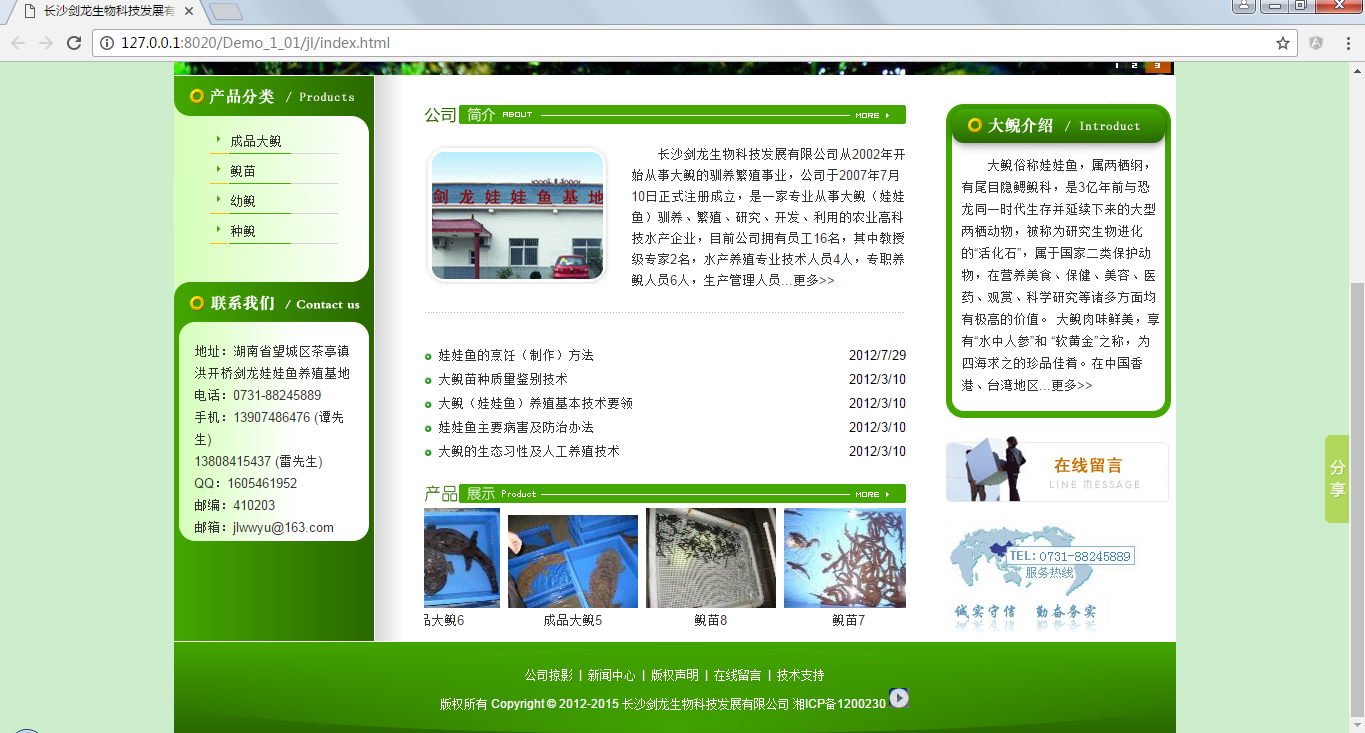 长沙剑龙生物科技发展有
127.0.0.1:8020/Demo_1_01/jl/index.html
1 2 3
产品分类 / Products
成品大鲵
鲵苗
幼鲵
种鲵
联系我们 / Contact us
地址：湖南省望城区茶亭镇
洪开桥剑龙娃娃鱼养殖基地
电话：0731-88245889
手机：13907486476 (谭先
生)
13808415437 (雷先生)
QQ：1605461952
邮编：410203
邮箱：jlwwyu@163.com
公司 简介 ABOUT MORE
剑龙娃娃鱼基地
长沙剑龙生物科技发展有限公司从2002年开
始从事大鲵的驯养繁殖事业，公司于2007年7月
10日正式注册成立，是一家专业从事大鲵（娃娃
鱼）驯养、繁殖、研究、开发、利用的农业高科
技水产企业，目前公司拥有员工16名，其中教授
级专家2名，水产养殖专业技术人员4人，专职养
鲵人员6人，生产管理人员...更多>>
娃娃鱼的烹饪（制作）方法 2012/7/29
大鲵苗种质量鉴别技术 2012/3/10
大鲵（娃娃鱼）养殖基本技术要领 2012/3/10
娃娃鱼主要病害及防治办法 2012/3/10
大鲵的生态习性及人工养殖技术 2012/3/10
产品 展示 Product MORE
品大鲵6 成品大鲵5 鲵苗8 鲵苗7
大鲵介绍 / Introduct
大鲵俗称娃娃鱼，属两栖纲，
有尾目隐鳃鲵科，是3亿年前与恐
龙同一时代生存并延续下来的大型
两栖动物，被称为研究生物进化
的“活化石”，属于国家二类保护动
物，在营养美食、保健、美容、医
药、观赏、科学研究等诸多方面均
有极高的价值。 大鲵肉味鲜美，享
有“水中人参”和 “软黄金”之称，为
四海求之的珍品佳肴。在中国香
港、台湾地区...更多>>
在线留言
LINE MESSAGE
TEL: 0731-88245889
服务热线
诚实守信 勤奋务实
分
享
公司掠影 | 新闻中心 | 版权声明 | 在线留言 | 技术支持
版权所有 Copyright © 2012-2015 长沙剑龙生物科技发展有限公司 湘ICP备1200230